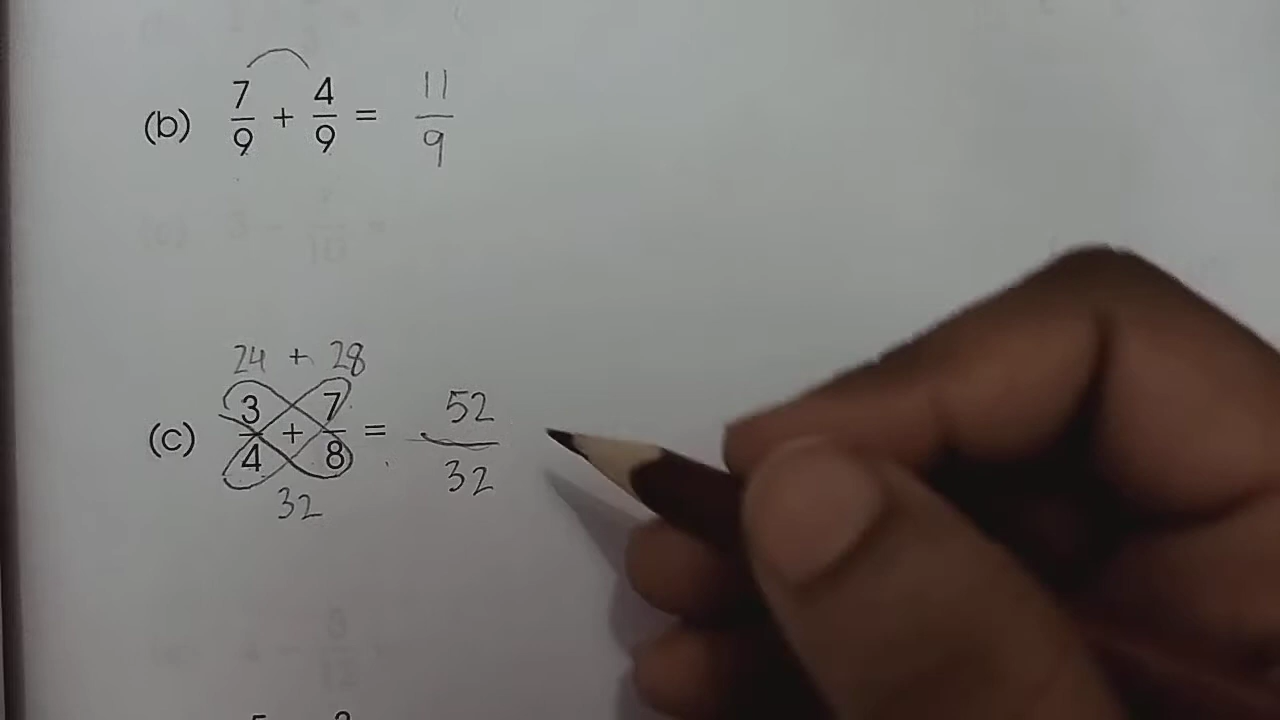 (b) 7/9 + 4/9 = 11/9
24 + 28
(c) 3/4 + 7/8 = 52/32
32